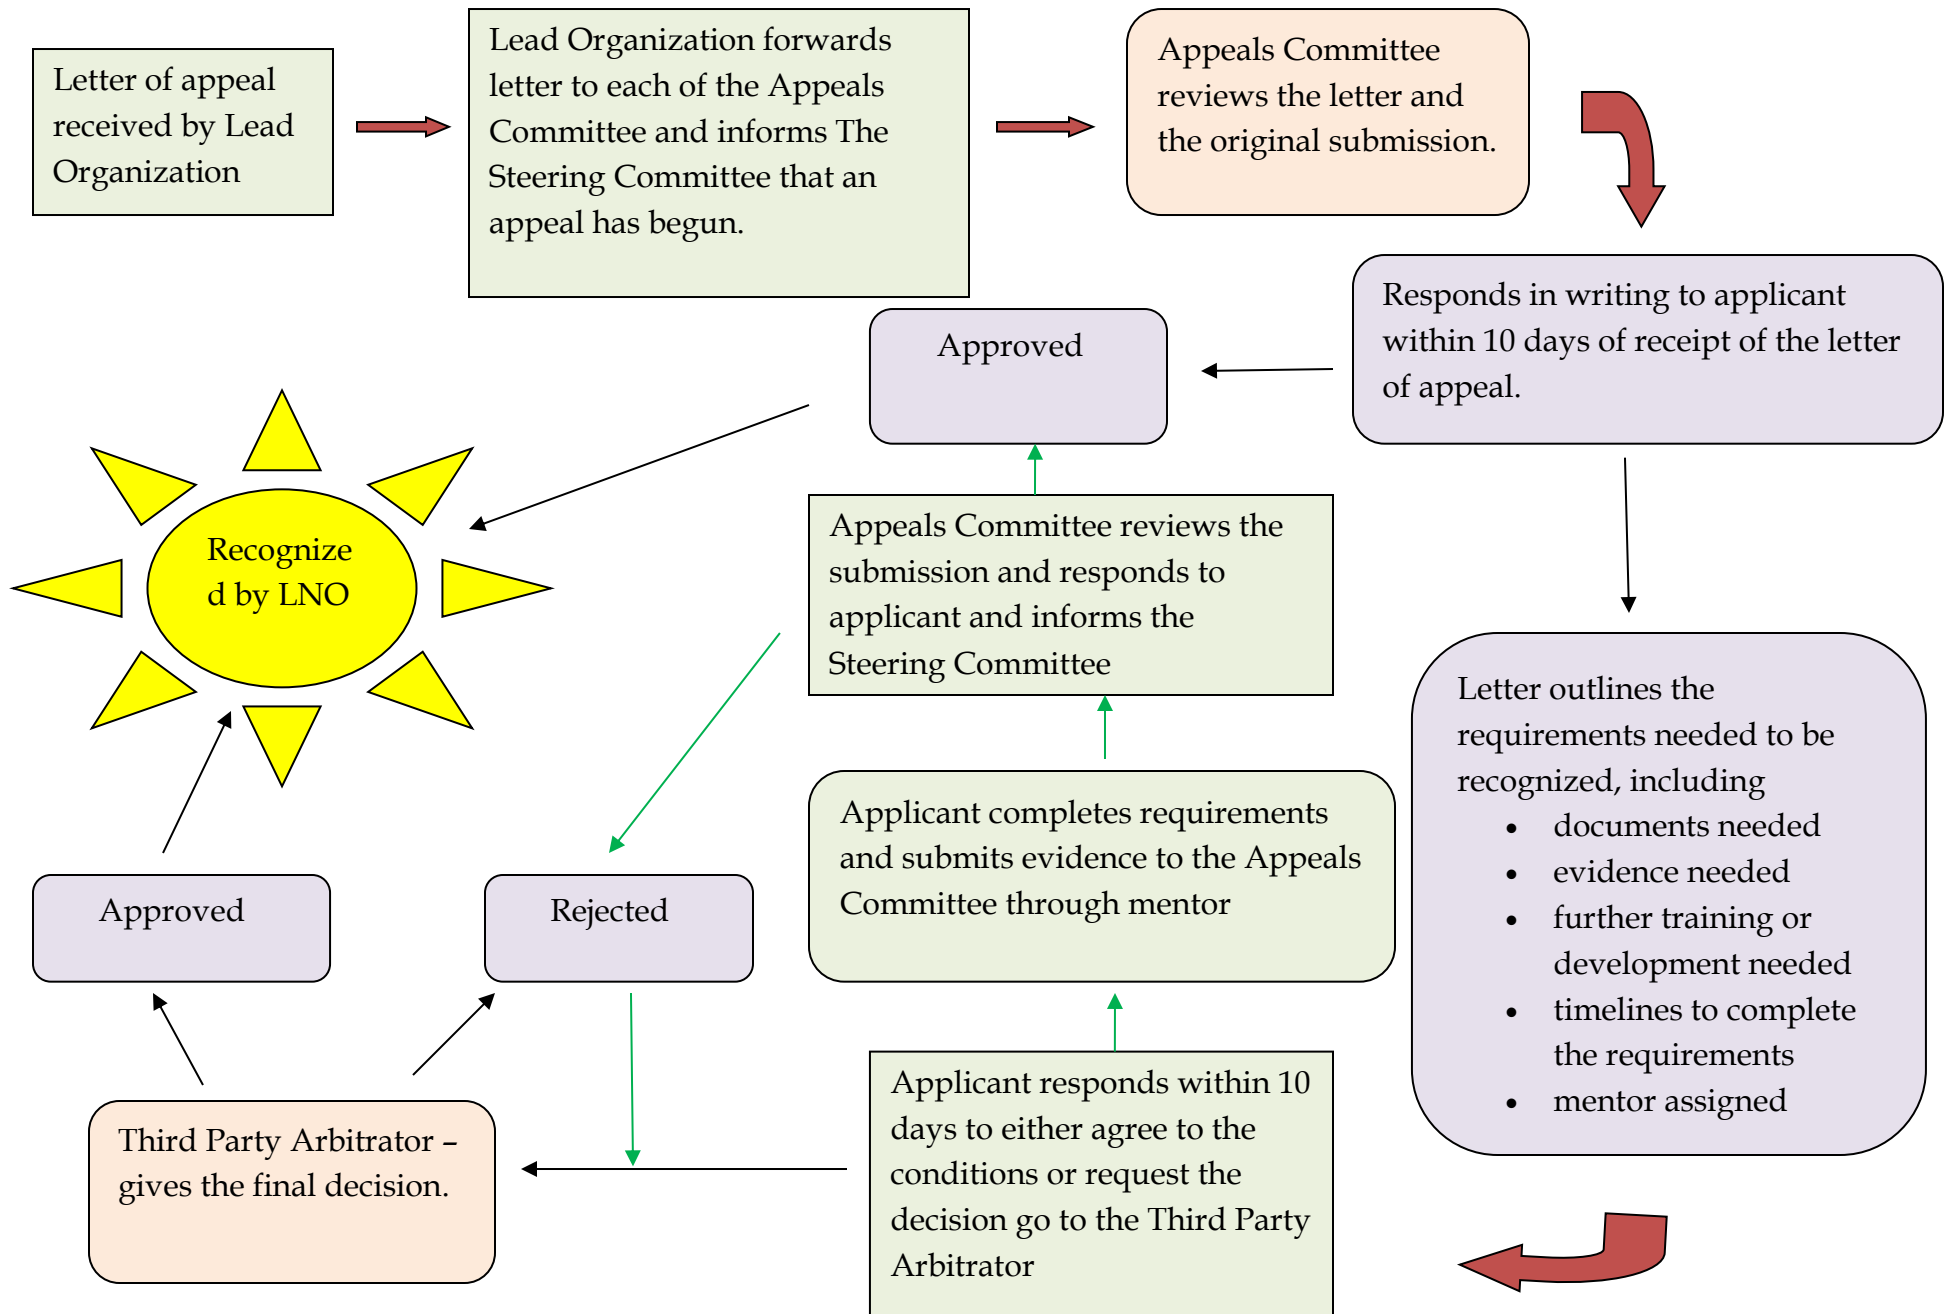 Letter of appeal
received by Lead
Organization
Lead Organization forwards
letter to each of the Appeals
Committee and informs The
Steering Committee that an
appeal has begun.
Appeals Committee
reviews the letter and
the original submission.
Responds in writing to applicant
within 10 days of receipt of the letter
of appeal.
Approved
Recognize
d by LNO
Appeals Committee reviews the
submission and responds to
applicant and informs the
Steering Committee
Letter outlines the
requirements needed to be
recognized, including
• documents needed
• evidence needed
• further training or
development needed
• timelines to complete
the requirements
• mentor assigned
Applicant completes requirements
and submits evidence to the Appeals
Committee through mentor
Approved
Rejected
Applicant responds within 10
days to either agree to the
conditions or request the
decision go to the Third Party
Arbitrator
Third Party Arbitrator –
gives the final decision.